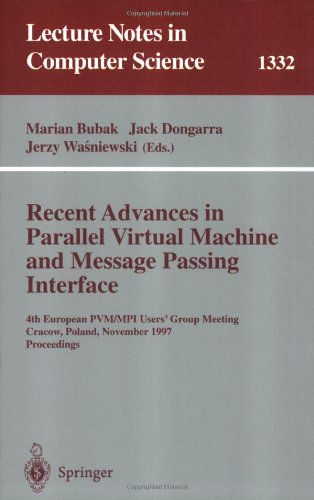 Lecture Notes in
Computer Science 1332
Marian Bubak Jack Dongarra
Jerzy Waśniewski (Eds.)
Recent Advances in
Parallel Virtual Machine
and Message Passing
Interface
4th European PVM/MPI Users' Group Meeting
Cracow, Poland, November 1997
Proceedings
Springer